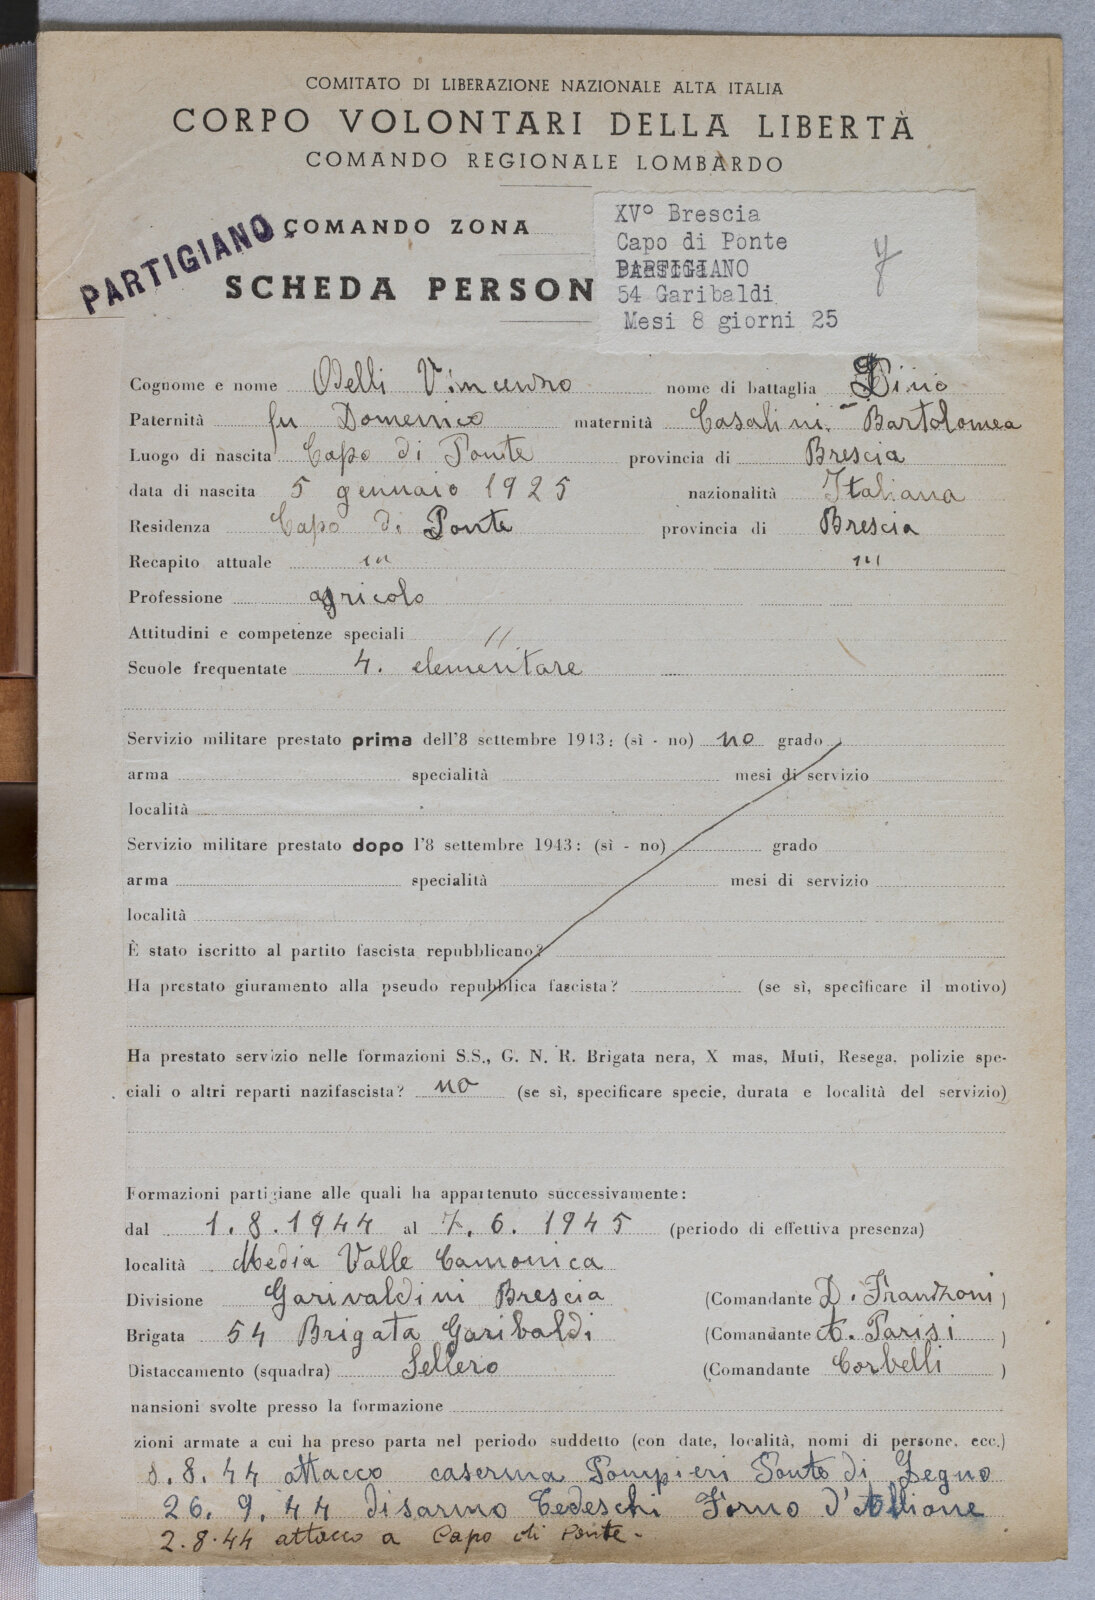 COMITATO DI LIBERAZIONE NAZIONALE ALTA ITALIA
CORPO VOLONTARI DELLA LIBERTÀ
COMANDO REGIONALE LOMBARDO
PARTIGIANO
COMANDO ZONA
SCHEDA PERSON
XV° Brescia
Capo di Ponte
PARTIGIANO
54 Garibaldi
Mesi 8 giorni 25
Cognome e nome Odelli Vincenzo nome di battaglia Dino
Paternità fu Domenico maternità Casalini Bartolomea
Luogo di nascita Capo di Ponte provincia di Brescia
data di nascita 5 gennaio 1925 nazionalità Italiana
Residenza Capo di Ponte provincia di Brescia
Recapito attuale ''' '''
Professione agricolo
Attitudini e competenze speciali //
Scuole frequentate 4. elementare
Servizio militare prestato prima dell'8 settembre 1943: (sì - no) no grado
arma specialità mesi di servizio
località
Servizio militare prestato dopo l'8 settembre 1943: (sì - no) grado
arma specialità mesi di servizio
località
È stato iscritto al partito fascista repubblicano?
Ha prestato giuramento alla pseudo repubblica fascista? (se sì, specificare il motivo)
Ha prestato servizio nelle formazioni S.S., G. N. R. Brigata nera, X mas, Muti, Resega, polizie spe-
ciali o altri reparti nazifascista? no (se sì, specificare specie, durata e località del servizio)
Formazioni partigiane alle quali ha appartenuto successivamente:
dal 1.8.1944 al 7.6.1945 (periodo di effettiva presenza)
località Media Valle Camonica
Divisione Garivaldini Brescia (Comandante D. Franzoni)
Brigata 54 Brigata Garibaldi (Comandante A. Parisi)
Distaccamento (squadra) Sellero (Comandante Corbelli)
nansioni svolte presso la formazione
zioni armate a cui ha preso parta nel periodo suddetto (con date, località, nomi di persone, ecc.)
8.8.44 attacco caserma Pompieri Ponte di Legno
26.9.44 disarmo Tedeschi Forno d'Allione
2.8.44 attacco a Capo di Ponte.